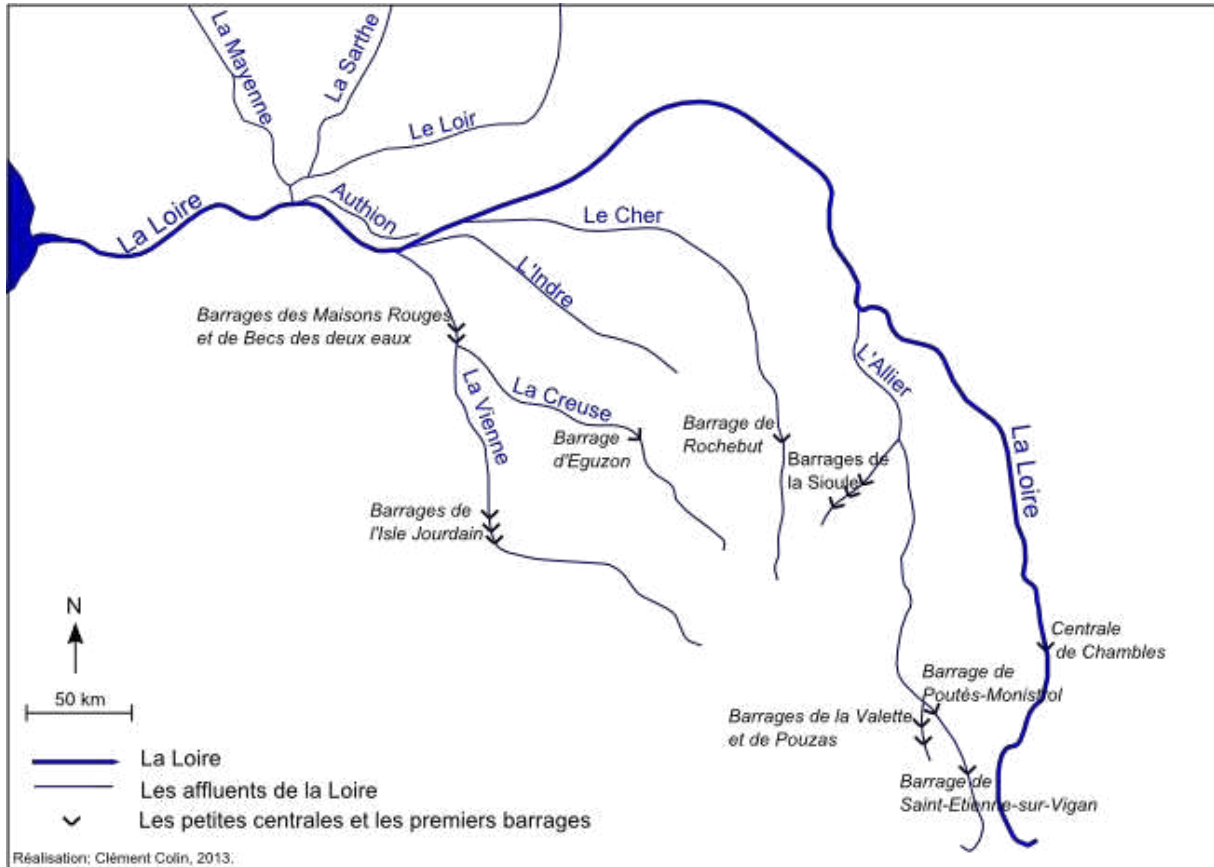 La Mayenne
La Sarthe
Le Loir
La Loire
Authion
Le Cher
L'Indre
Barrages des Maisons Rouges
et de Becs des deux eaux
L'Allier
La Creuse
La Vienne
Barrage
d'Eguzon
Barrage de
Rochebut
Barrages de
la Sioule
La Loire
Barrages de
l'Isle Jourdain
N
50 km
Centrale
de Chambles
Barrage de
Poutès-Monistrol
Barrages de la Valette
et de Pouzas
Barrage de
Saint-Etienne-sur-Vigan
La Loire
Les affluents de la Loire
Les petites centrales et les premiers barrages
Réalisation; Clément Colin, 2013.